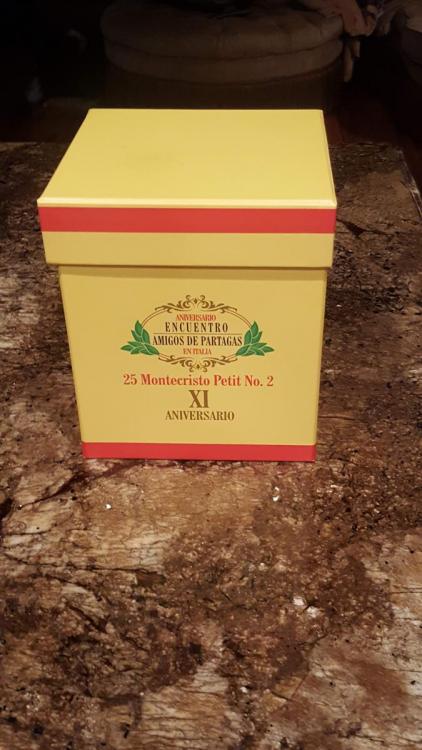 ANIVERSARIO
ENCUENTRO
AMIGOS DE PARTAGAS
EN ITALIA
25 Montecristo Petit No. 2
XI
ANIVERSARIO